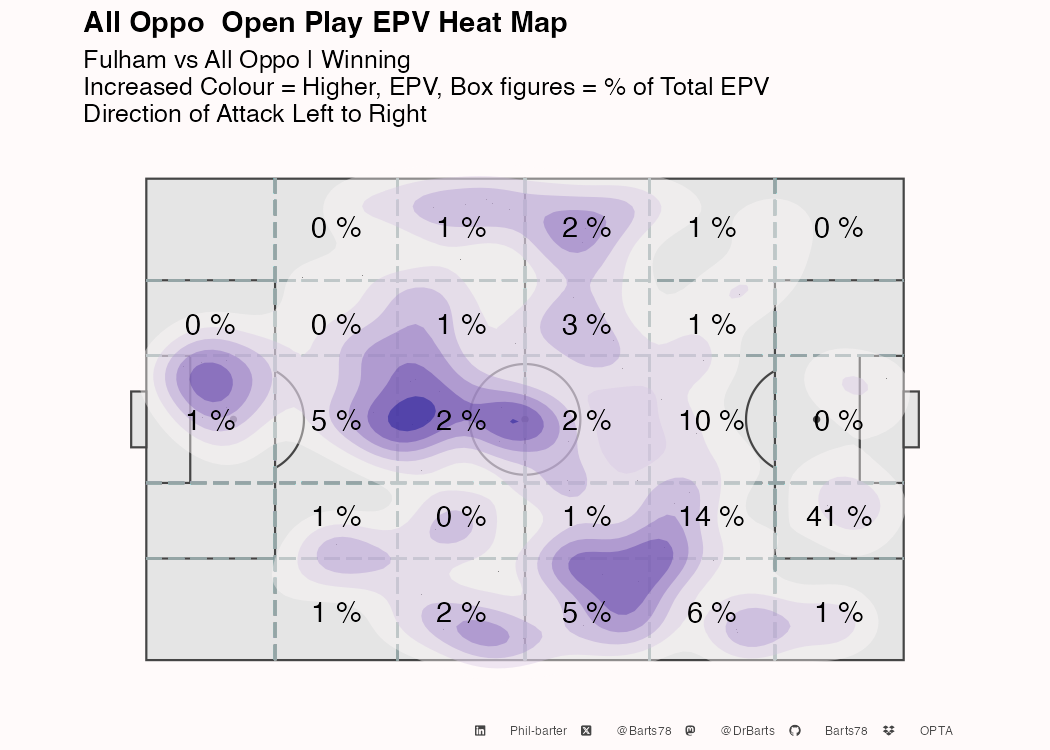 All Oppo  Open Play EPV Heat Map
Fulham vs All Oppo | Winning
Increased Colour = Higher, EPV, Box figures = % of Total EPV
Direction of Attack Left to Right
0 % 1 % 2 % 1 % 0 %
0 % 0 % 1 % 3 % 1 %
1 % 5 % 2 % 2 % 10 % 0 %
1 % 0 % 1 % 14 % 41 %
1 % 2 % 5 % 6 % 1 %
Phil-barter @Barts78 @DrBarts Barts78 OPTA